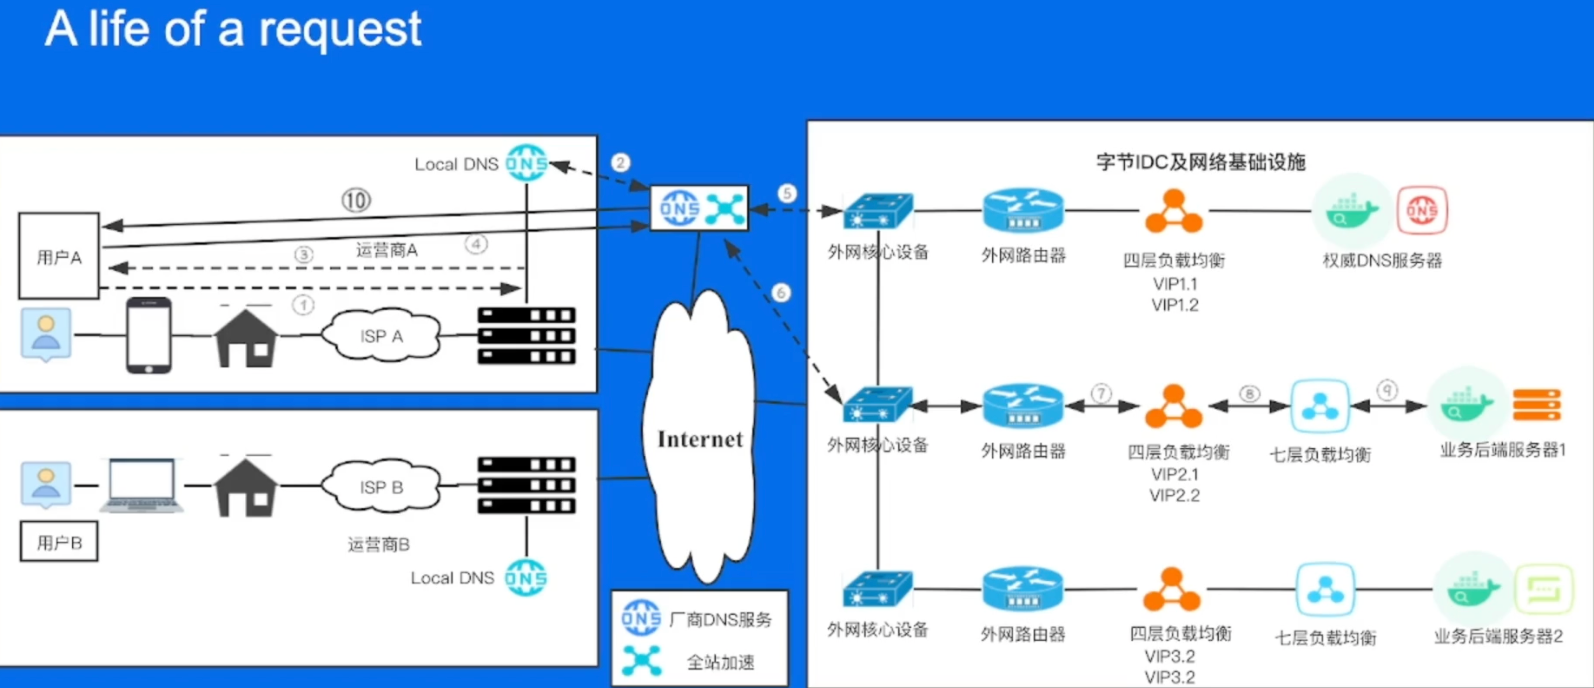 A life of a request
Local DNS
DNS
②
⑩
④
运营商A
③
用户A
①
ISP A
用户B
ISP B
运营商B
Local DNS
DNS
DNS
⑤
⑥
Internet
DNS 厂商DNS服务
全站加速
字节IDC及网络基础设施
DNS
外网核心设备
外网路由器
四层负载均衡
VIP1.1
VIP1.2
权威DNS服务器
⑦
⑧
⑨
外网核心设备
外网路由器
四层负载均衡
VIP2.1
VIP2.2
七层负载均衡
业务后端服务器1
外网核心设备
外网路由器
四层负载均衡
VIP3.2
VIP3.2
七层负载均衡
业务后端服务器2